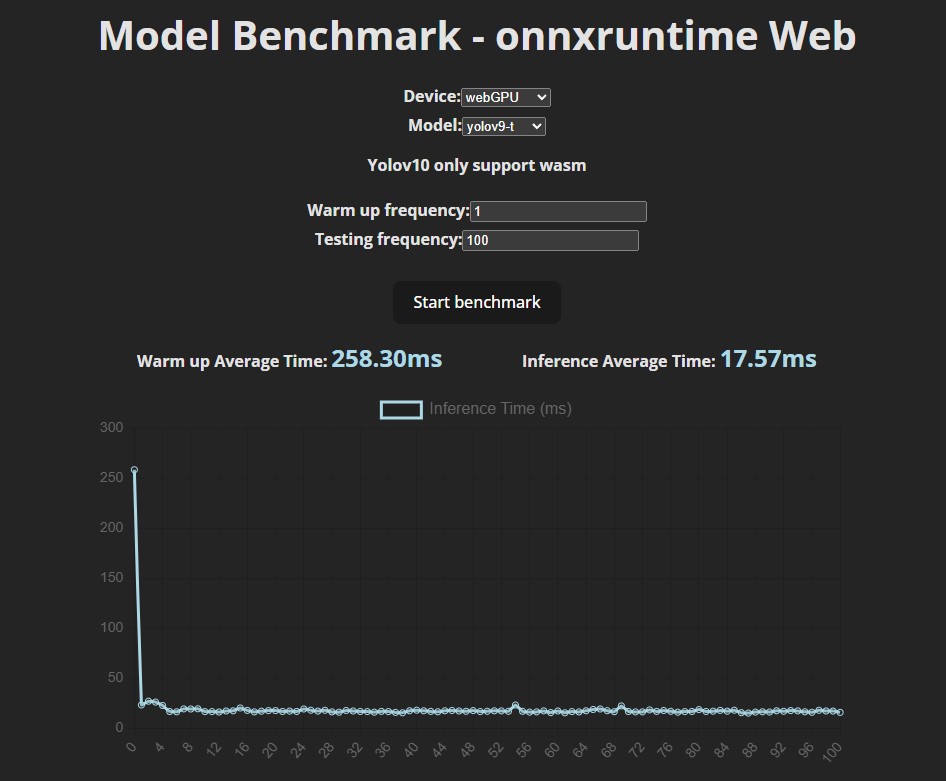 Model Benchmark - onnxruntime Web
Device: webGPU
Model: yolov9-t
Yolov10 only support wasm
Warm up frequency: 1
Testing frequency: 100
Start benchmark
Warm up Average Time: 258.30ms Inference Average Time: 17.57ms
Inference Time (ms)
300
250
200
150
100
50
0
0 4 8 12 16 20 24 28 32 36 40 44 48 52 56 60 64 68 72 76 80 84 88 92 96 100